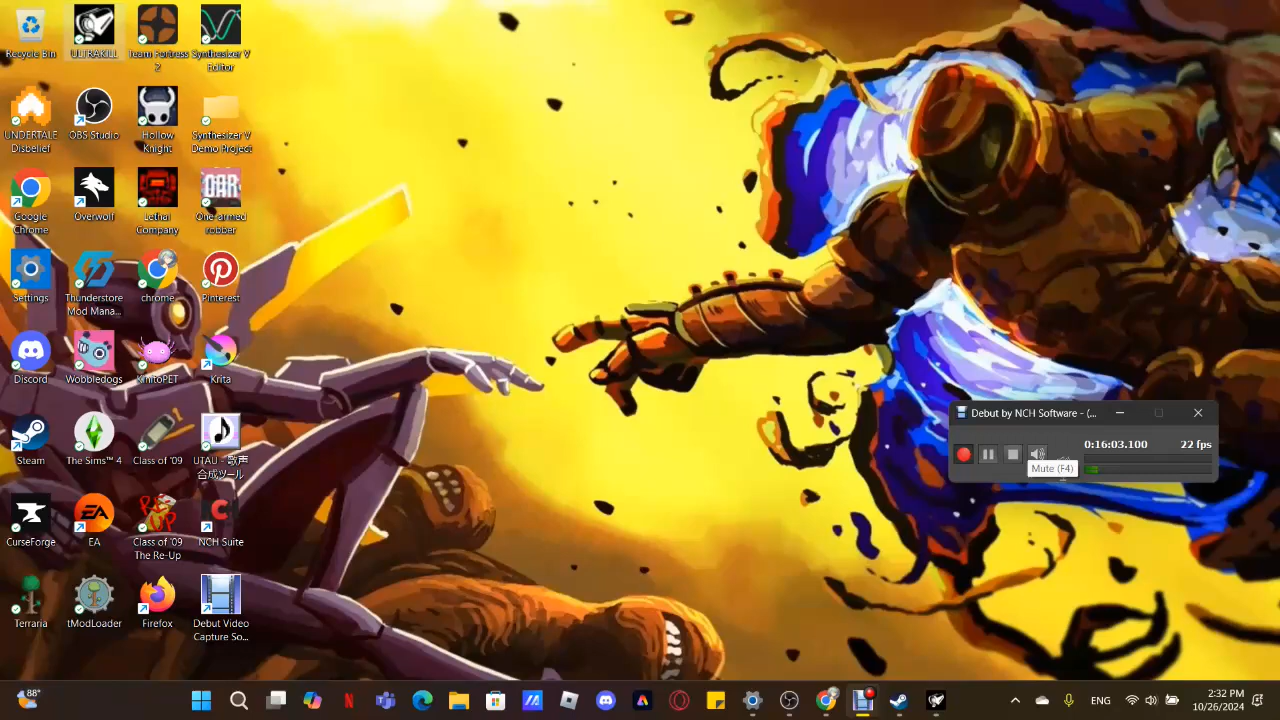 Recycle Bin
ULTRAKILL
Team Fortress
2
Synthesizer V
Editor
UNDERTALE
Disbelief
OBS Studio
Hollow
Knight
Synthesizer V
Demo Project
Google
Chrome
Overwolf
Lethal
Company
OAR
One-armed
robber
Settings
Thunderstore
Mod Mana...
chrome
Pinterest
Discord
Wobbledogs
KinitoPET
Krita
Steam
The Sims™ 4
Class of '09
UTAU - 歌声
合成ツール
CurseForge
EA
EA
RE
UP
Class of '09
The Re-Up
NCH Suite
Terraria
tModLoader
Firefox
Debut Video
Capture So...
Debut by NCH Software - (...
0:16:03.100
22 fps
Mute (F4)
88°
ENG
2:32 PM
10/26/2024